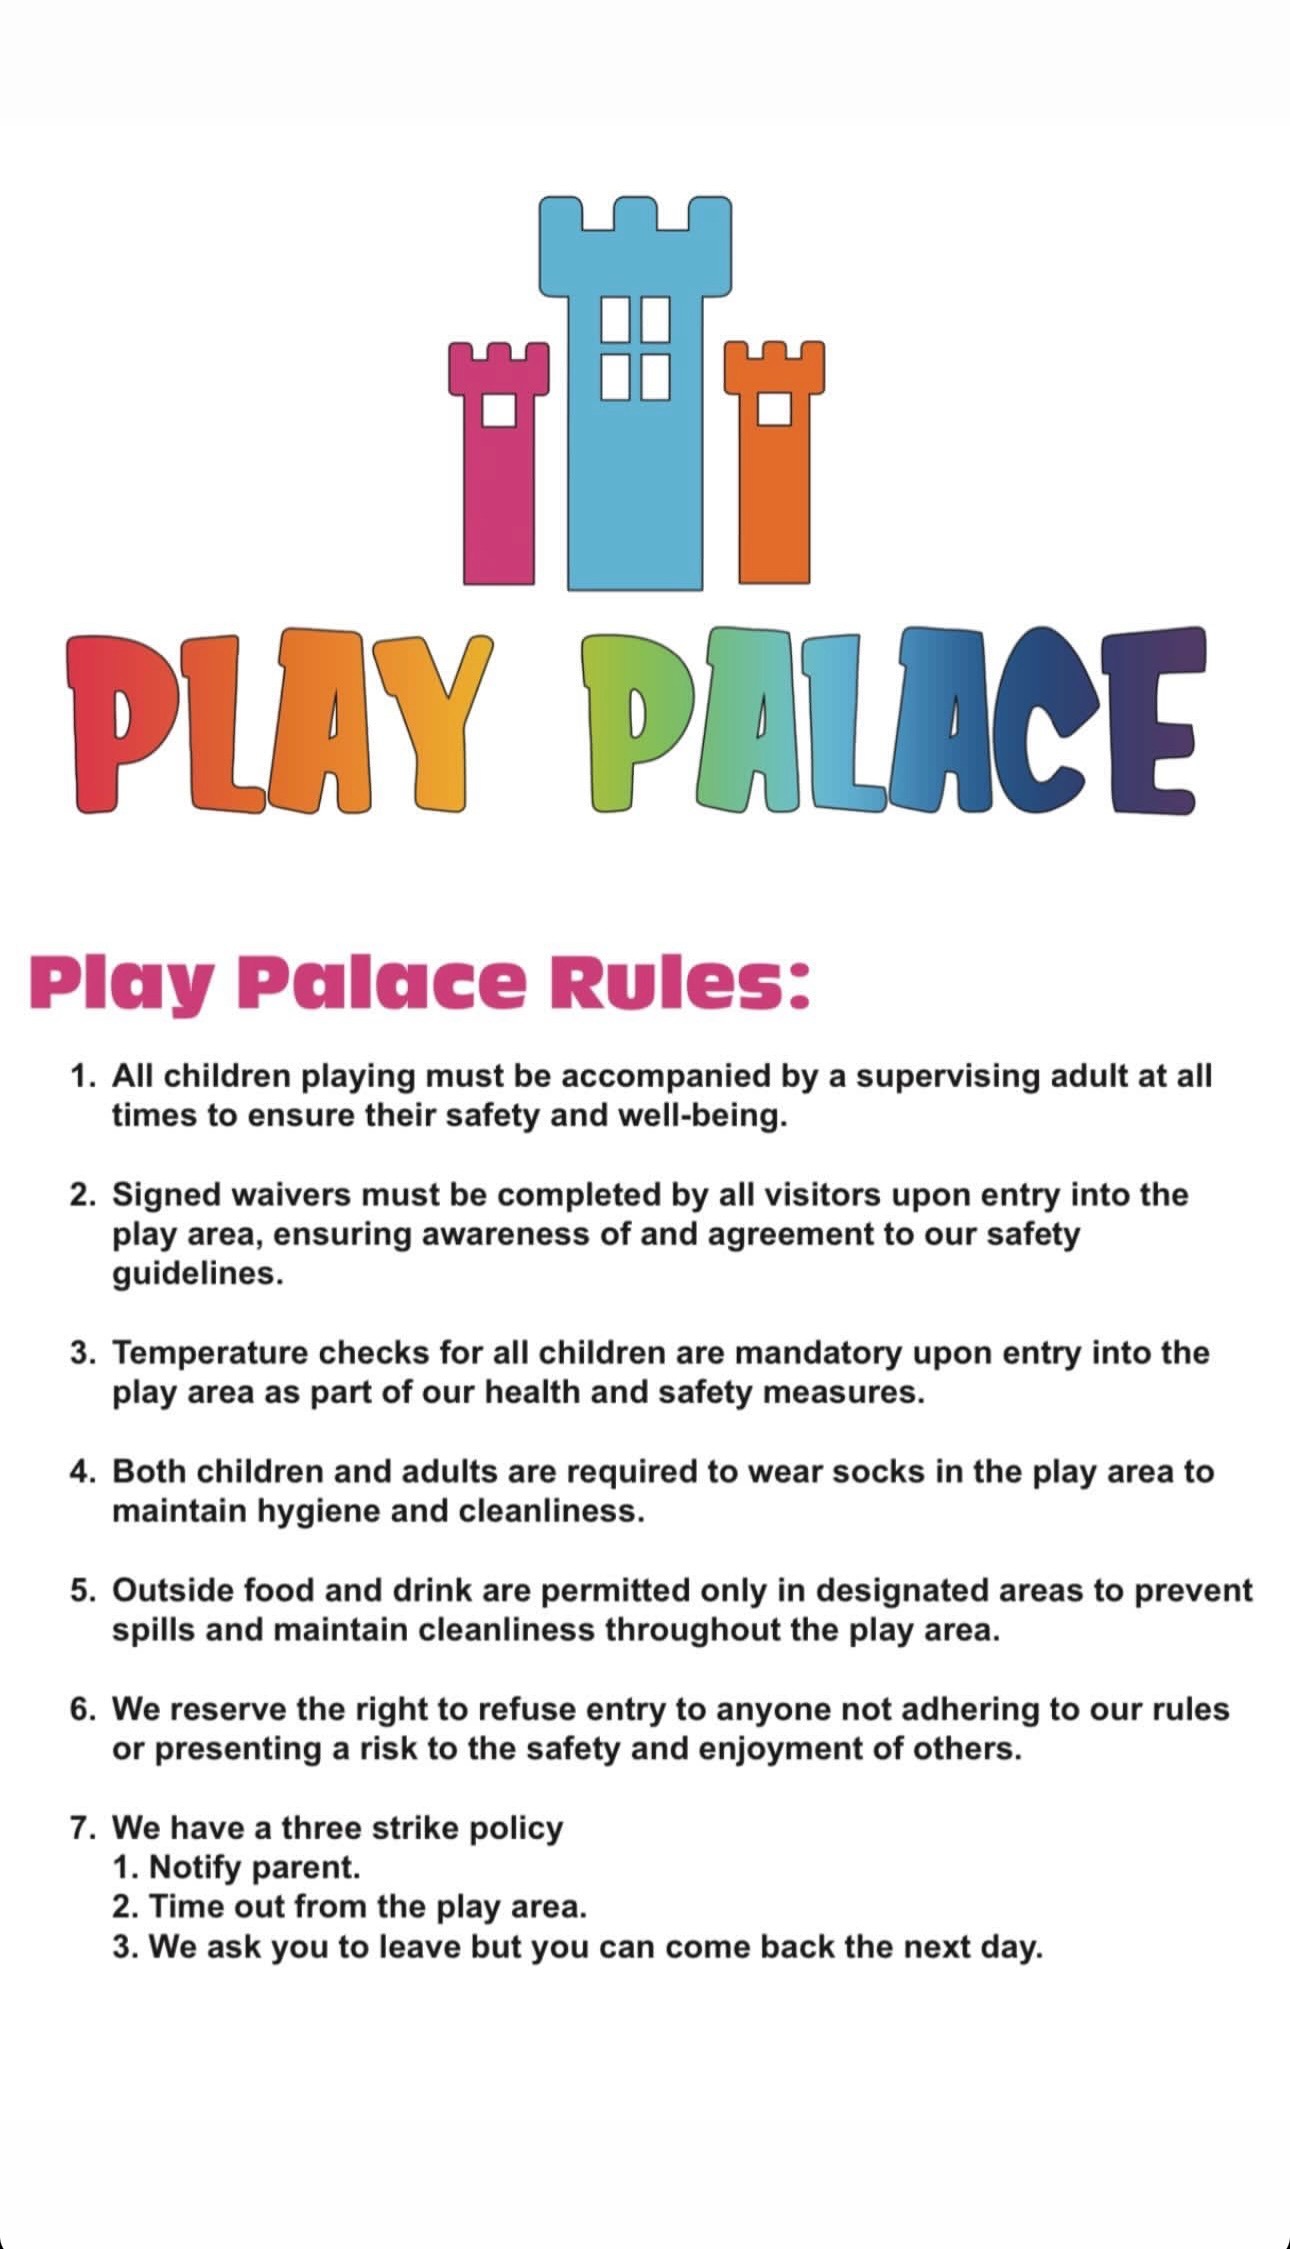 PLAY PALACE
Play Palace Rules:
1. All children playing must be accompanied by a supervising adult at all
times to ensure their safety and well-being.
2. Signed waivers must be completed by all visitors upon entry into the
play area, ensuring awareness of and agreement to our safety
guidelines.
3. Temperature checks for all children are mandatory upon entry into the
play area as part of our health and safety measures.
4. Both children and adults are required to wear socks in the play area to
maintain hygiene and cleanliness.
5. Outside food and drink are permitted only in designated areas to prevent
spills and maintain cleanliness throughout the play area.
6. We reserve the right to refuse entry to anyone not adhering to our rules
or presenting a risk to the safety and enjoyment of others.
7. We have a three strike policy
1. Notify parent.
2. Time out from the play area.
3. We ask you to leave but you can come back the next day.